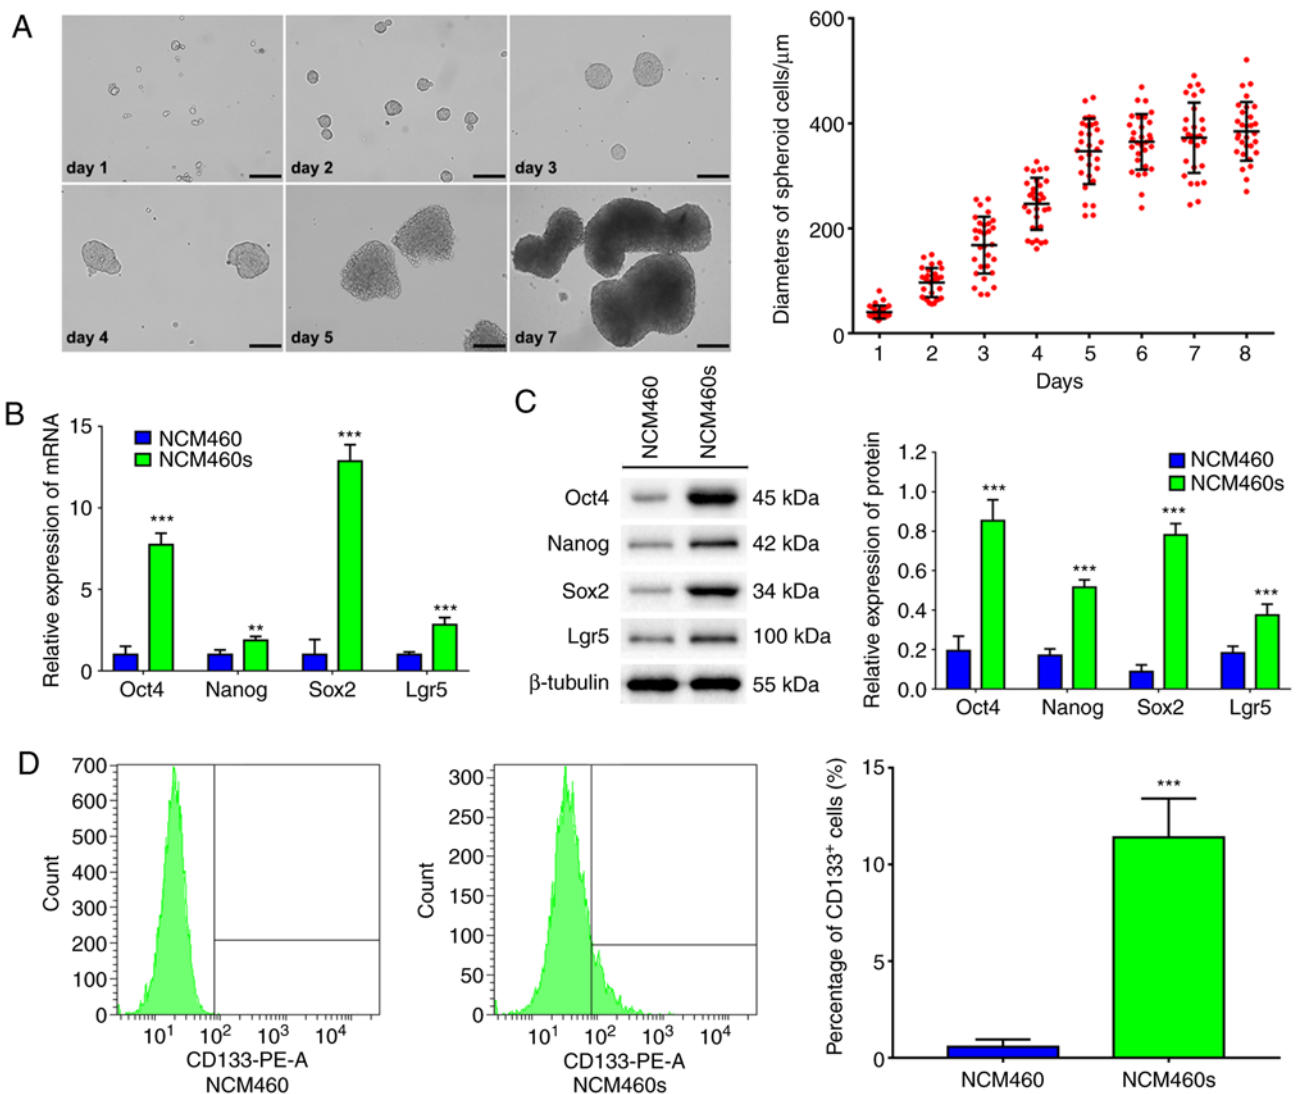 A
day 1
day 2
day 3
day 4
day 5
day 7
Diameters of spheroid cells/μm
600
400
200
0
1 2 3 4 5 6 7 8
Days
B
Relative expression of mRNA
15
10
5
0
NCM460
NCM460s
***
**
***
***
Oct4 Nanog Sox2 Lgr5
C
NCM460
NCM460s
Oct4 45 kDa
Nanog 42 kDa
Sox2 34 kDa
Lgr5 100 kDa
β-tubulin 55 kDa
Relative expression of protein
1.2
1.0
0.8
0.6
0.4
0.2
0.0
NCM460
NCM460s
***
***
***
***
Oct4 Nanog Sox2 Lgr5
D
Count
700
600
500
400
300
200
100
0
10¹ 10² 10³ 10⁴
CD133-PE-A
NCM460
Count
300
250
200
150
100
50
0
10¹ 10² 10³ 10⁴
CD133-PE-A
NCM460s
Percentage of CD133⁺ cells (%)
15
10
5
0
***
NCM460 NCM460s